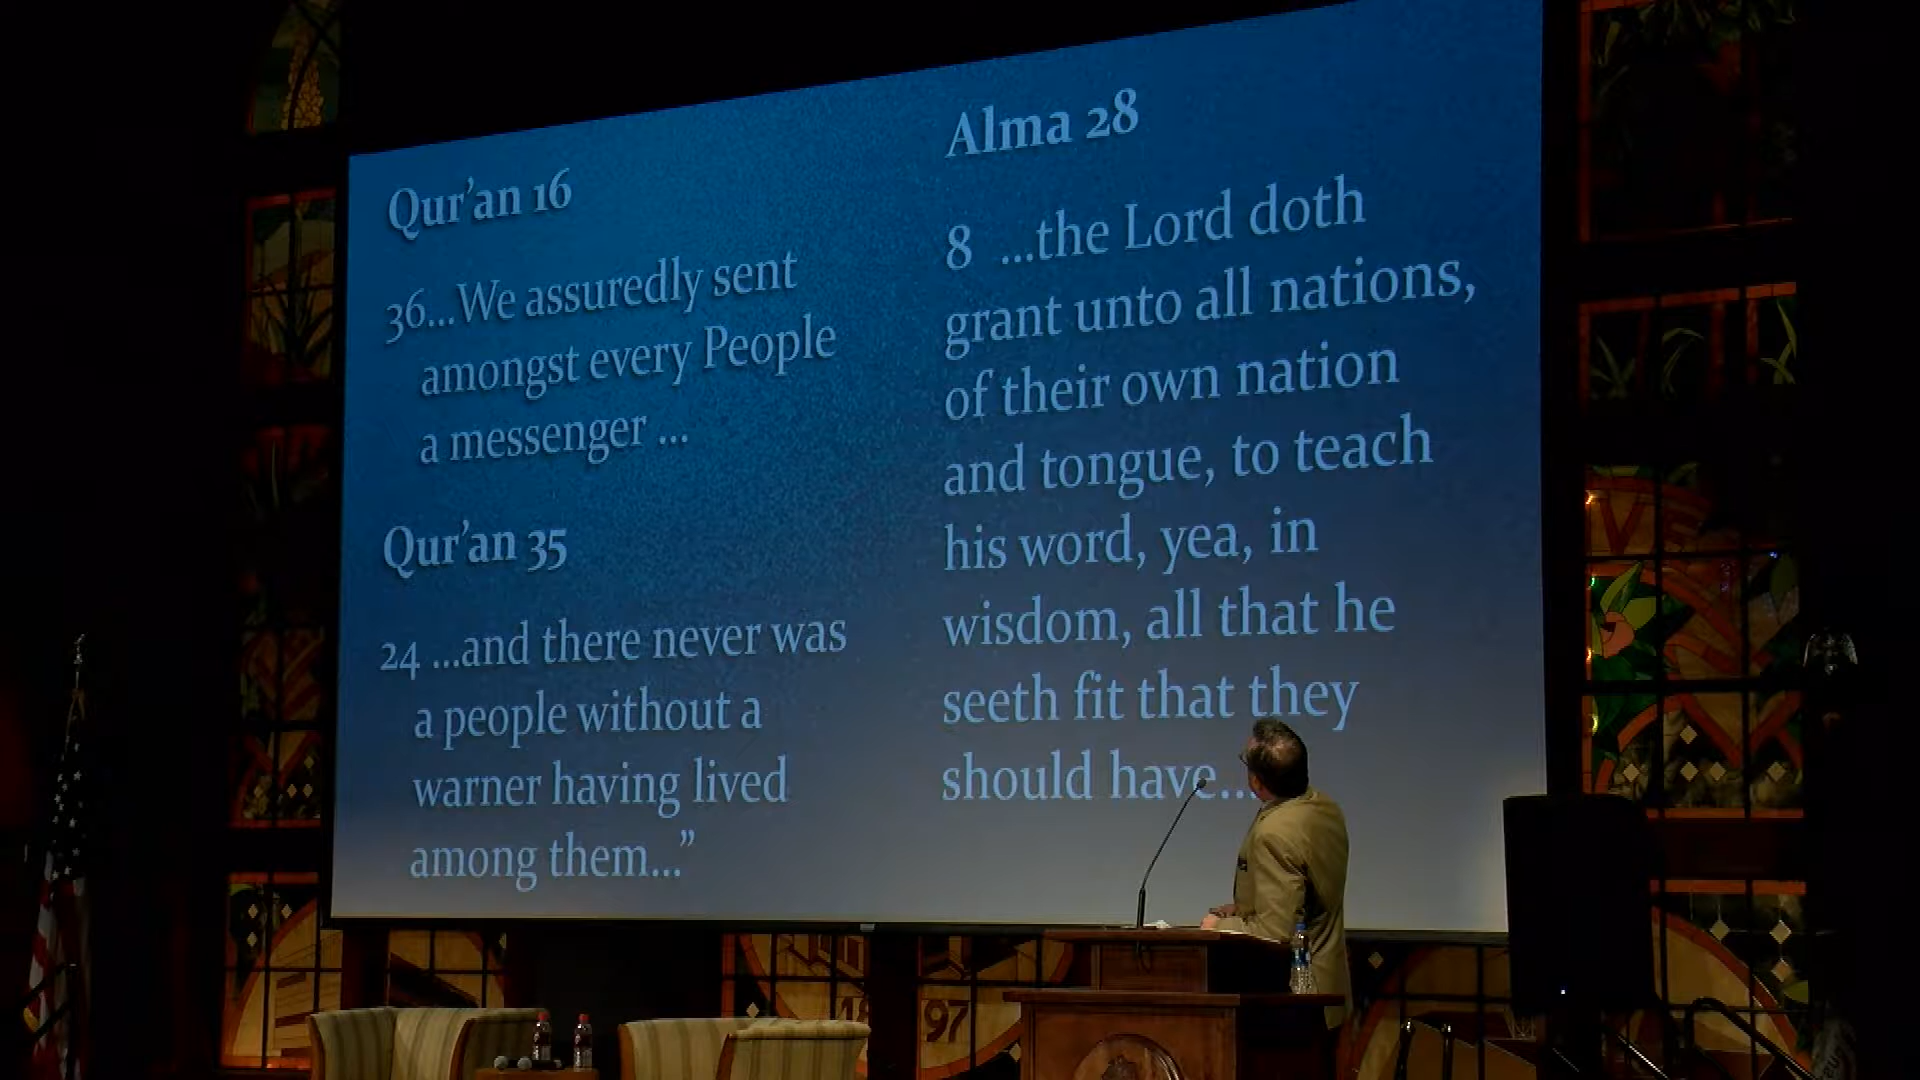 Qur’an 16
36...We assuredly sent
amongst every People
a messenger ...
Qur’an 35
24 ...and there never was
a people without a
warner having lived
among them...”
Alma 28
8 ...the Lord doth
grant unto all nations,
of their own nation
and tongue, to teach
his word, yea, in
wisdom, all that he
seeth fit that they
should have...
1897